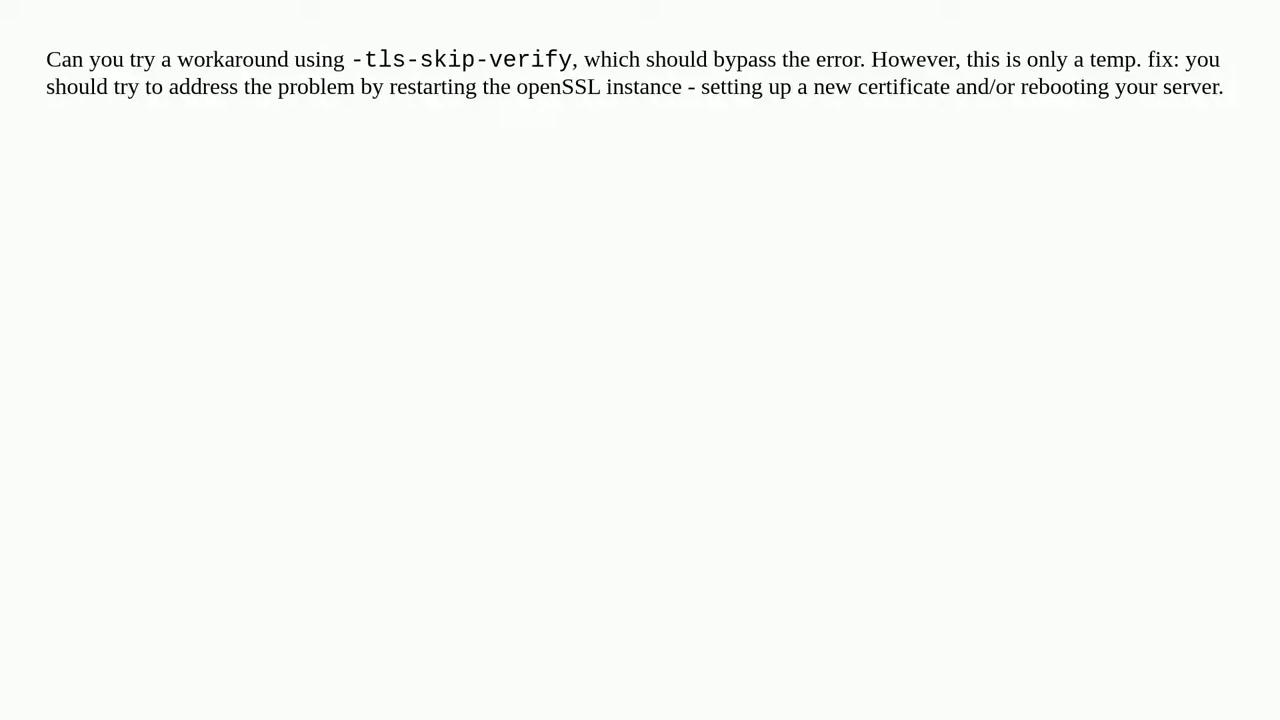 Can you try a workaround using -tls-skip-verify, which should bypass the error. However, this is only a temp. fix: you
should try to address the problem by restarting the openSSL instance - setting up a new certificate and/or rebooting your server.